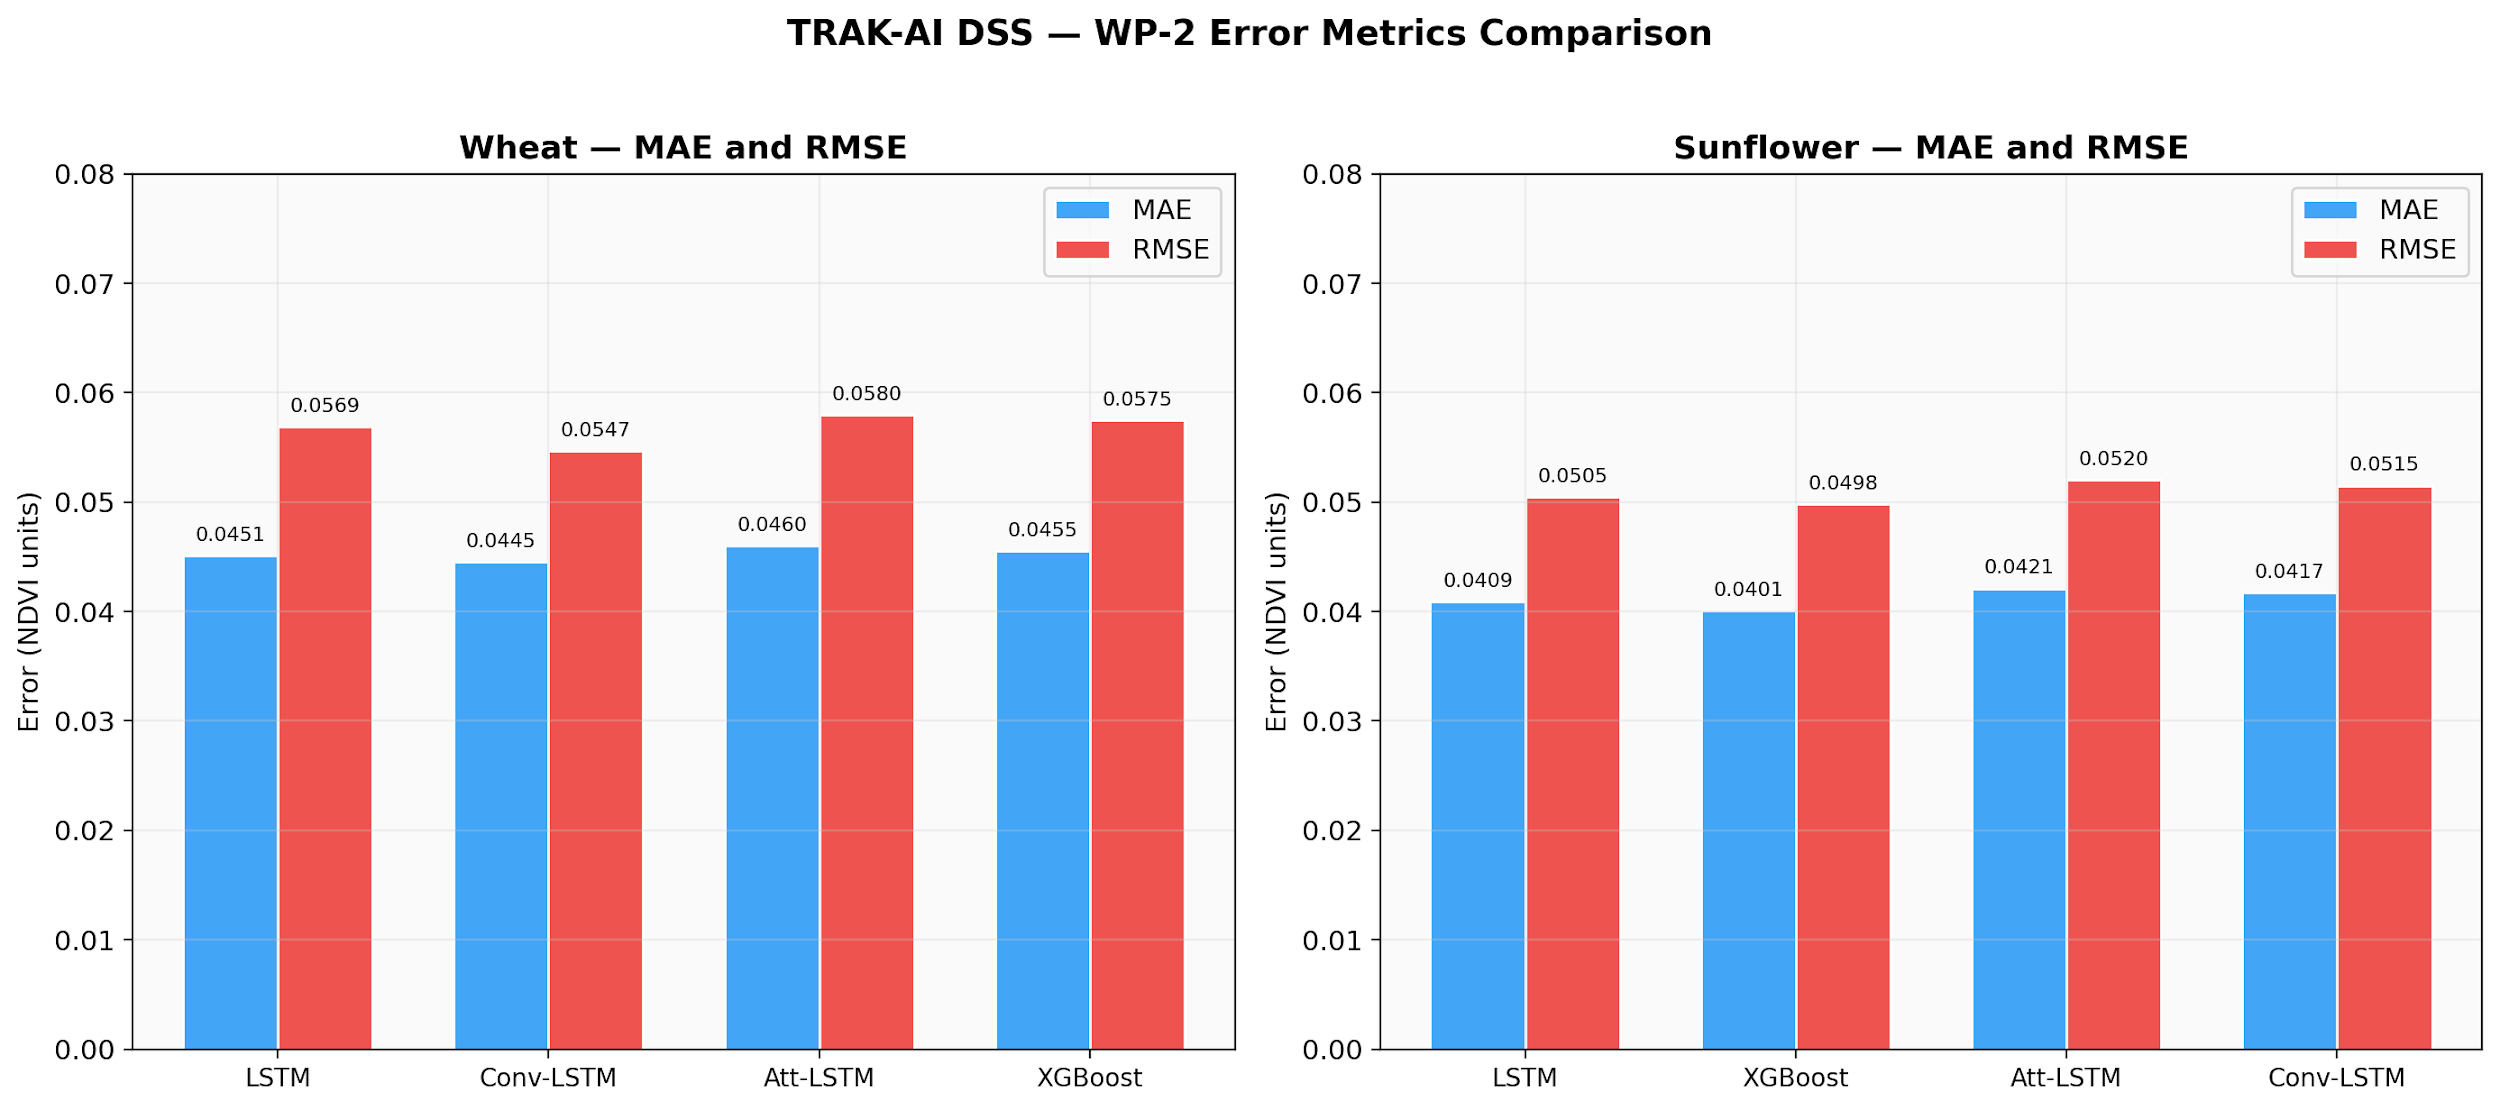 TRAK-AI DSS — WP-2 Error Metrics Comparison
Wheat — MAE and RMSE
Error (NDVI units)
0.08
0.07
0.06
0.05
0.04
0.03
0.02
0.01
0.00
MAE
RMSE
0.0451
0.0569
0.0445
0.0547
0.0460
0.0580
0.0455
0.0575
LSTM
Conv-LSTM
Att-LSTM
XGBoost
Sunflower — MAE and RMSE
Error (NDVI units)
0.08
0.07
0.06
0.05
0.04
0.03
0.02
0.01
0.00
MAE
RMSE
0.0409
0.0505
0.0401
0.0498
0.0421
0.0520
0.0417
0.0515
LSTM
XGBoost
Att-LSTM
Conv-LSTM